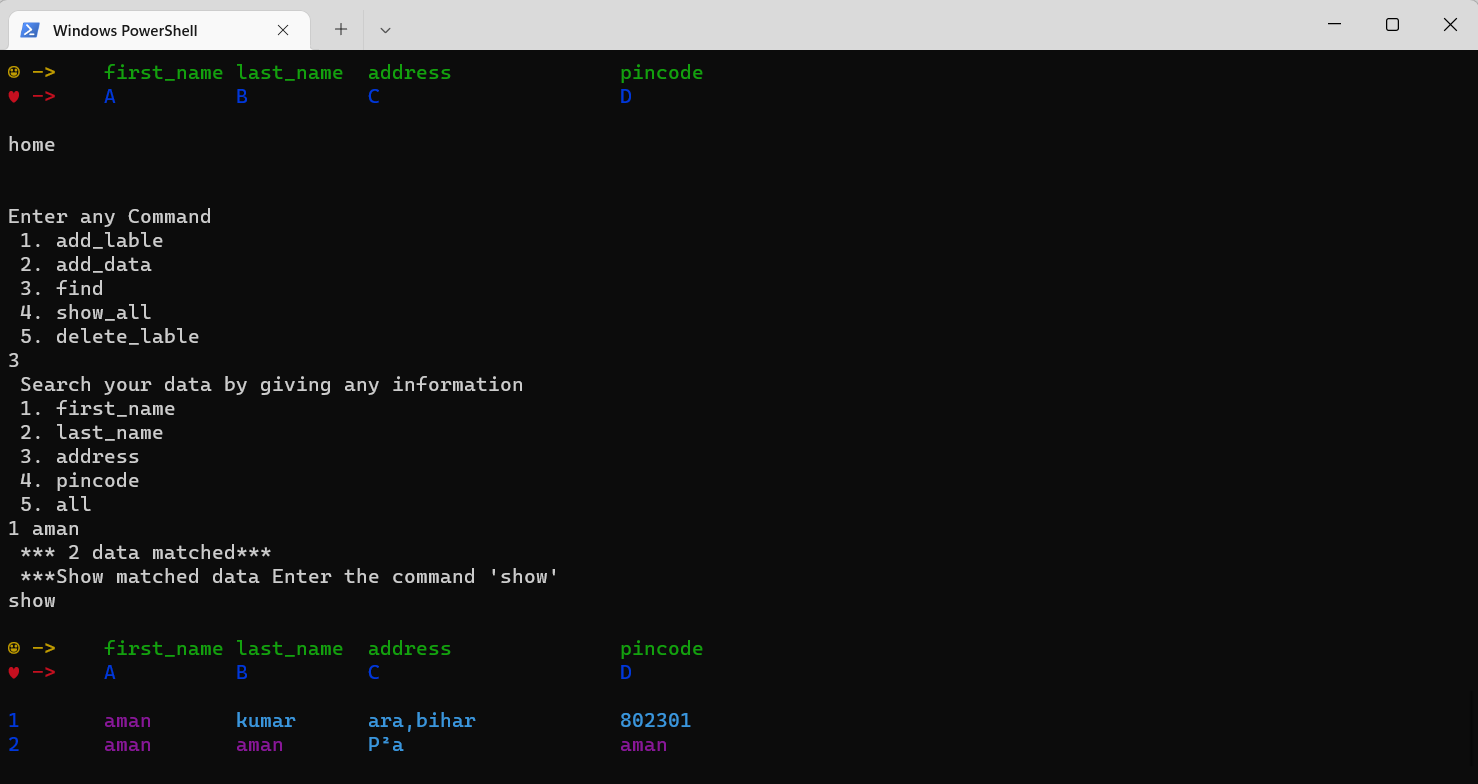 Windows PowerShell
☻ -> first_name last_name address pincode
♥ -> A B C D
home
Enter any Command
1. add_lable
2. add_data
3. find
4. show_all
5. delete_lable
3
Search your data by giving any information
1. first_name
2. last_name
3. address
4. pincode
5. all
1 aman
*** 2 data matched***
***Show matched data Enter the command 'show'
show
☻ -> first_name last_name address pincode
♥ -> A B C D
1 aman kumar ara,bihar 802301
2 aman aman P²a aman